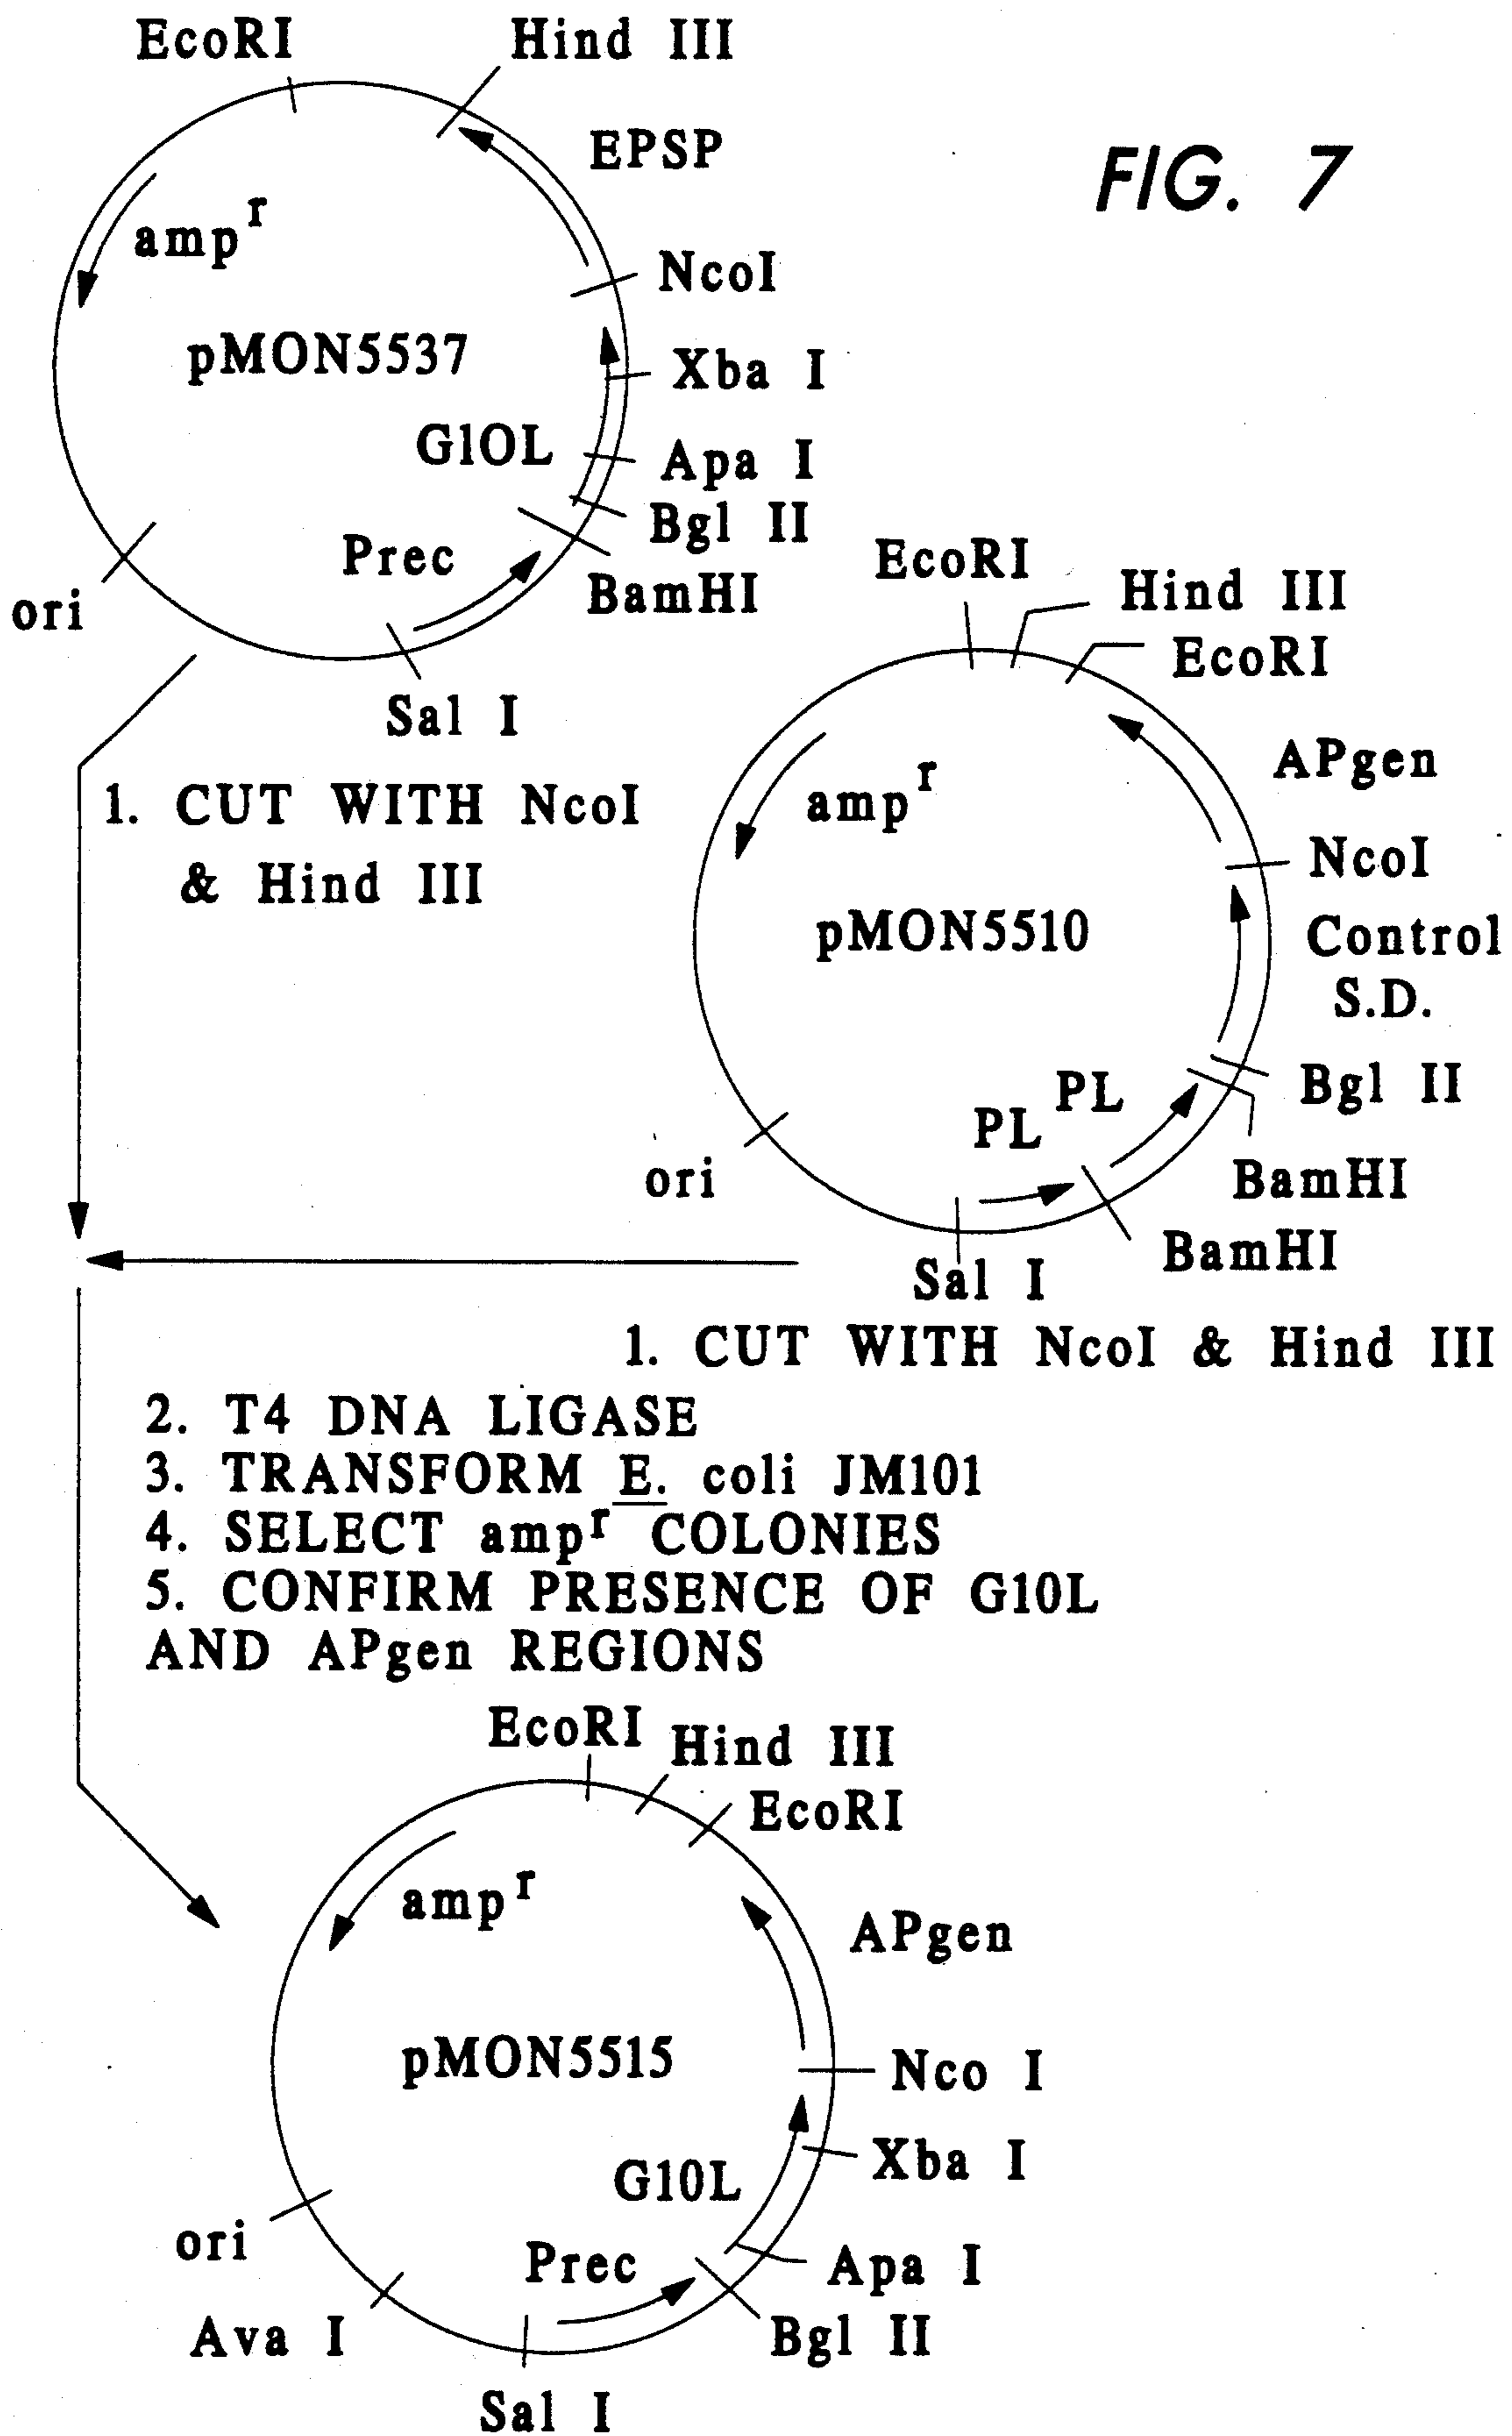 FIG. 7
EcoRI
Hind III
EPSP
amp^r
NcoI
pMON5537
Xba I
G1OL
Apa I
Bgl II
Prec
BamHI
ori
Sal I
1. CUT WITH NcoI
& Hind III
EcoRI
Hind III
EcoRI
APgen
amp^r
NcoI
pMON5510
Control
S.D.
Bgl II
PL
PL
ori
BamHI
BamHI
Sal I
1. CUT WITH NcoI & Hind III
2. T4 DNA LIGASE
3. TRANSFORM E. coli JM101
4. SELECT amp^r COLONIES
5. CONFIRM PRESENCE OF G10L
AND APgen REGIONS
EcoRI
Hind III
EcoRI
amp^r
APgen
pMON5515
Nco I
Xba I
G10L
ori
Prec
Apa I
Ava I
Bgl II
Sal I